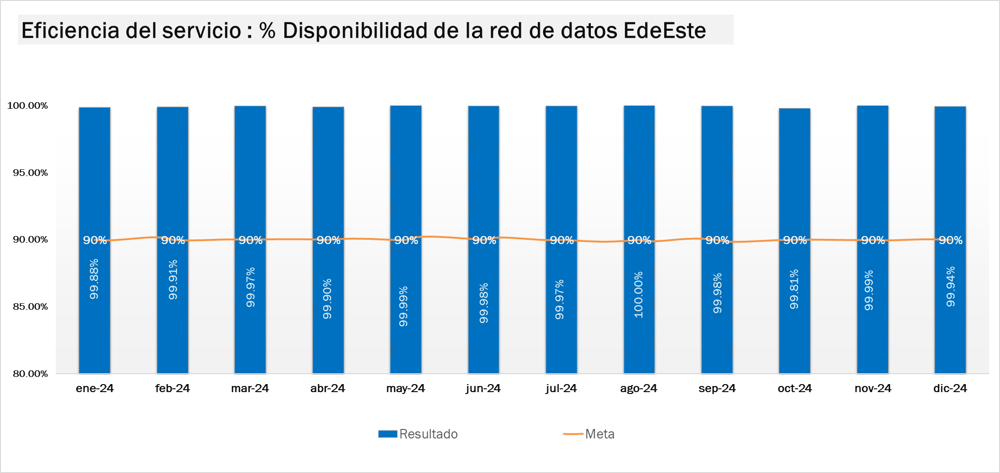 Eficiencia del servicio : % Disponibilidad de la red de datos EdeEste
100.00%
95.00%
90.00%
85.00%
80.00%
90% 90% 90% 90% 90% 90% 90% 90% 90% 90% 90% 90%
99.88% 99.91% 99.97% 99.90% 99.99% 99.98% 99.97% 100.00% 99.98% 99.81% 99.99% 99.94%
ene-24 feb-24 mar-24 abr-24 may-24 jun-24 jul-24 ago-24 sep-24 oct-24 nov-24 dic-24
Resultado Meta